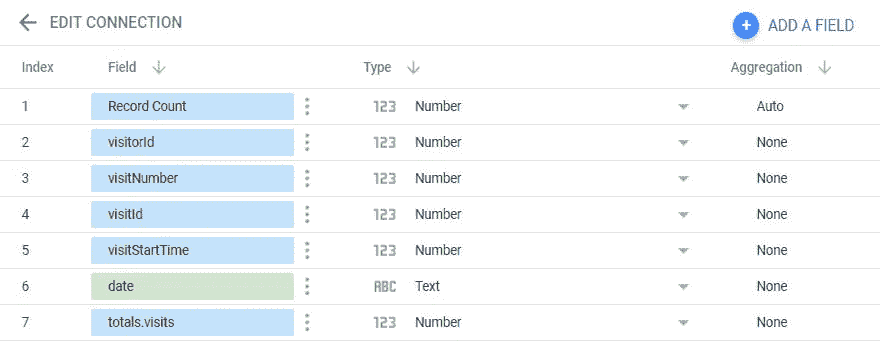 EDIT CONNECTION + ADD A FIELD
Index Field Type Aggregation
1 Record Count 123 Number Auto
2 visitorId 123 Number None
3 visitNumber 123 Number None
4 visitId 123 Number None
5 visitStartTime 123 Number None
6 date ABC Text None
7 totals.visits 123 Number None